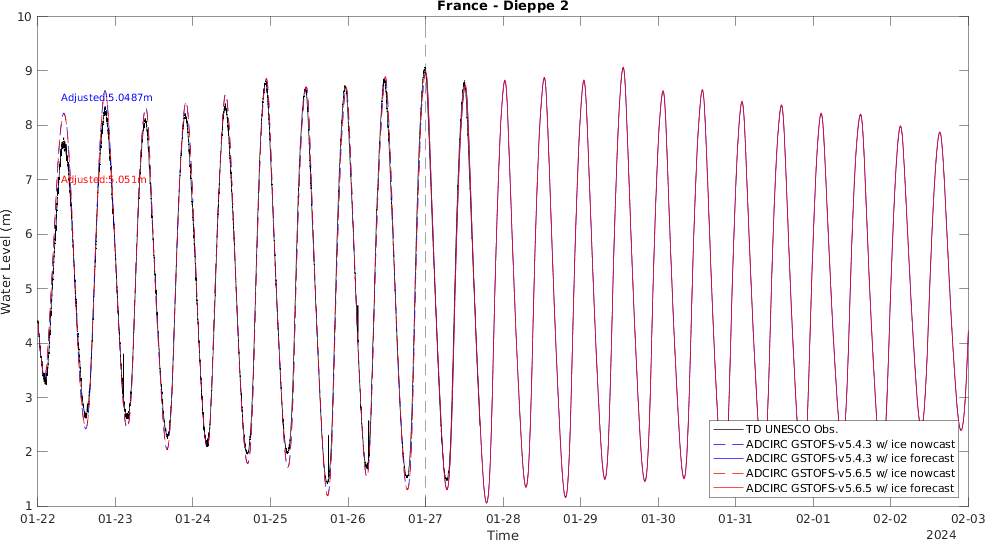 France - Dieppe 2
10
9
8
7
6
5
4
3
2
1
Water Level (m)
Adjusted:5.0487m
Adjusted:5.051m
TD UNESCO Obs.
ADCIRC GSTOFS-v5.4.3 w/ ice nowcast
ADCIRC GSTOFS-v5.4.3 w/ ice forecast
ADCIRC GSTOFS-v5.6.5 w/ ice nowcast
ADCIRC GSTOFS-v5.6.5 w/ ice forecast
01-22 01-23 01-24 01-25 01-26 01-27 01-28 01-29 01-30 01-31 02-01 02-02 02-03
Time
2024